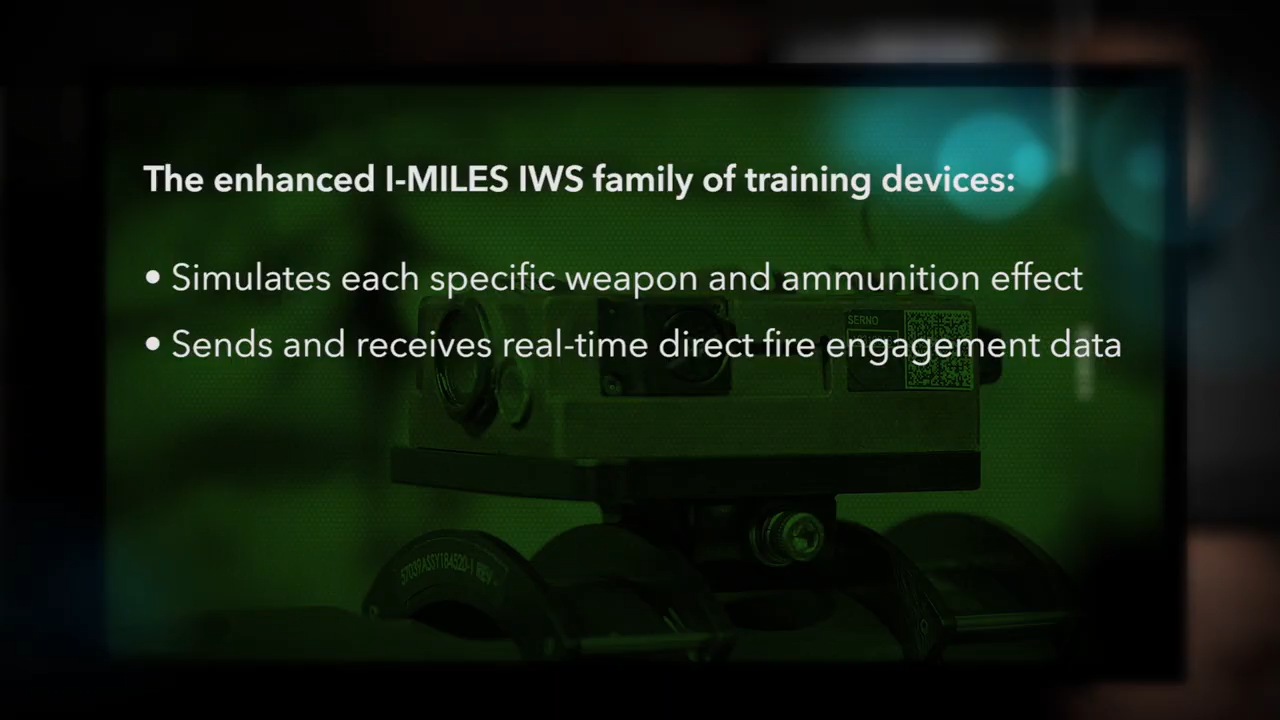 The enhanced I-MILES IWS family of training devices:
• Simulates each specific weapon and ammunition effect
• Sends and receives real-time direct fire engagement data
SERNO